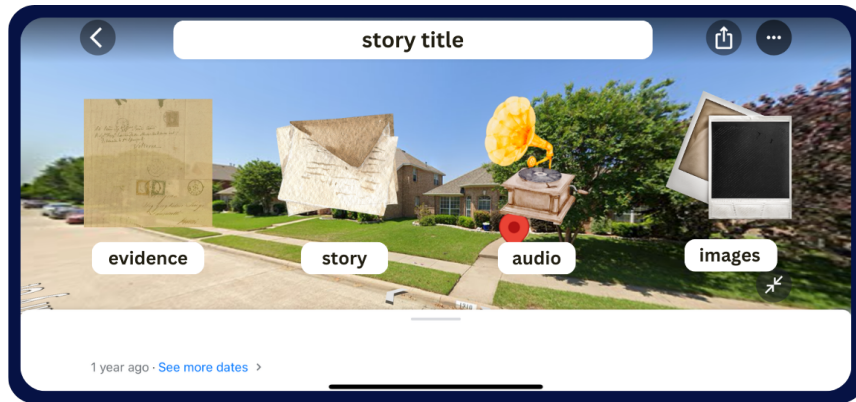 story title
evidence
story
audio
images
1 year ago · See more dates >